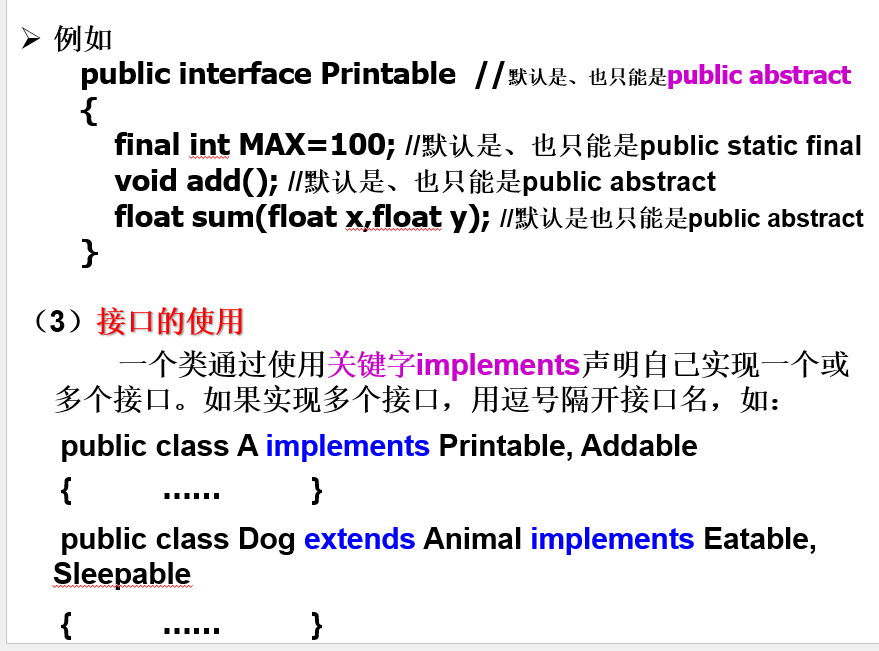 ➢ 例如
public interface Printable //默认是、也只能是public abstract
{
final int MAX=100; //默认是、也只能是public static final
void add(); //默认是、也只能是public abstract
float sum(float x,float y); //默认是也只能是public abstract
}
（3）接口的使用
一个类通过使用关键字implements声明自己实现一个或
多个接口。如果实现多个接口，用逗号隔开接口名，如：
public class A implements Printable, Addable
{ …… }
public class Dog extends Animal implements Eatable,
Sleepable
{ …… }